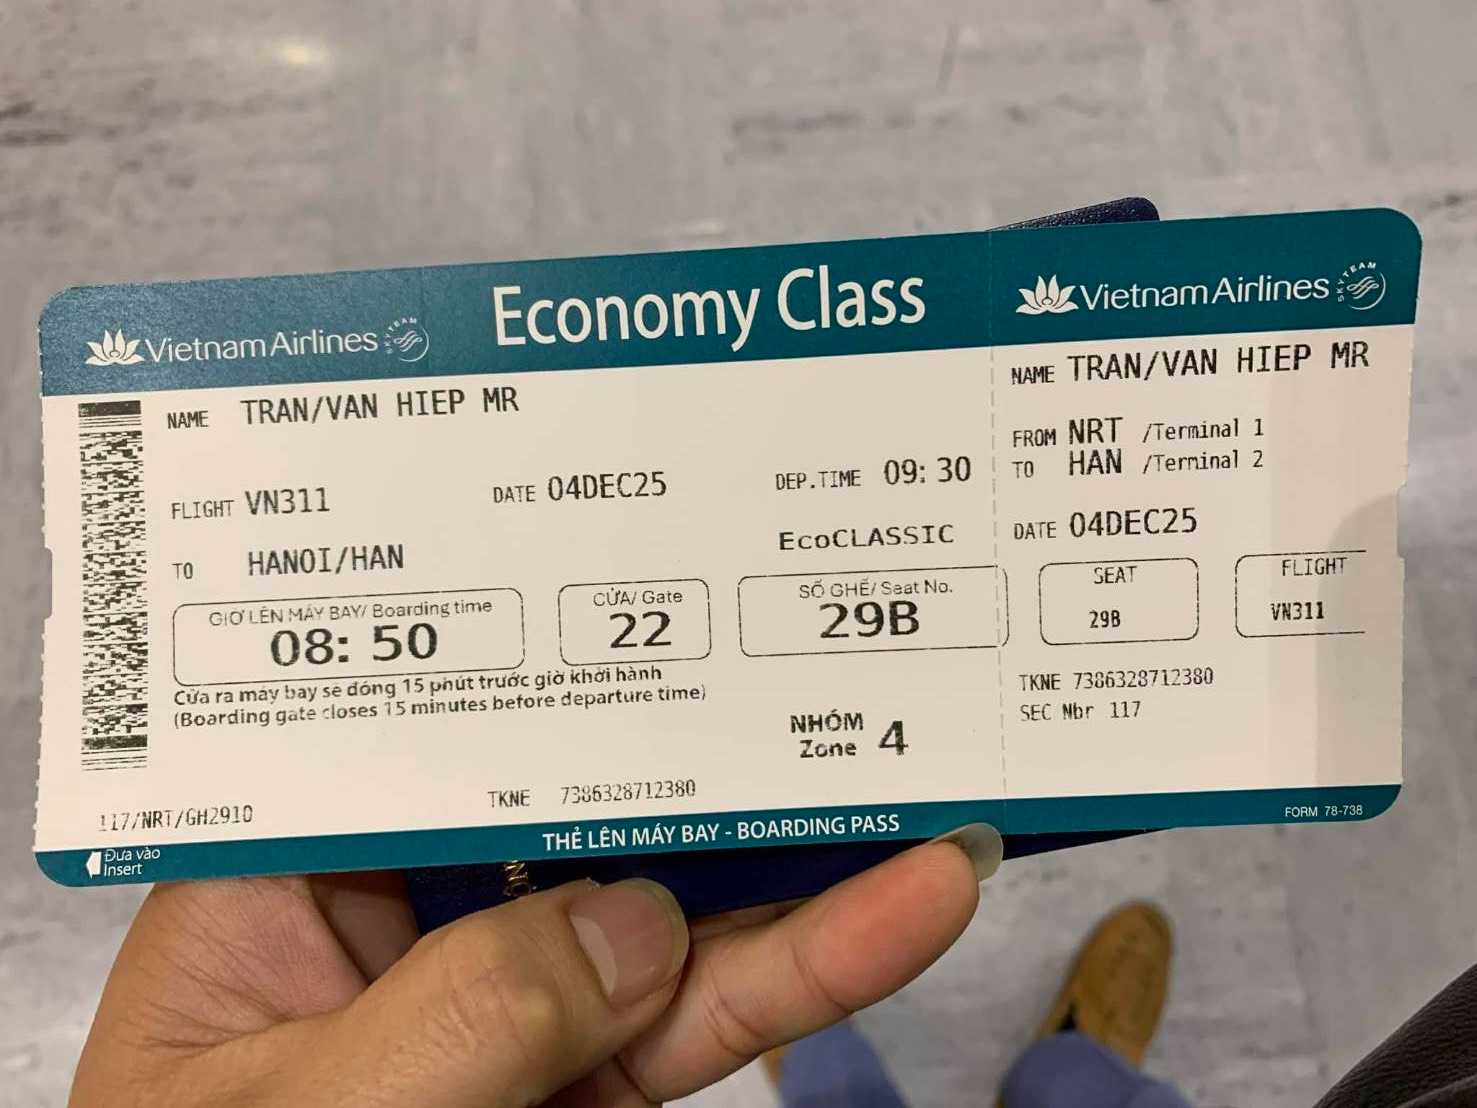 Economy Class
Vietnam Airlines SKYTEAM
NAME TRAN/VAN HIEP MR
FLIGHT VN311 DATE 04DEC25 DEP.TIME 09: 30
TO HANOI/HAN EcoCLASSIC
GIỜ LÊN MÁY BAY/ Boarding time
08: 50
CỬA/ Gate
22
SỐ GHẾ/ Seat No.
29B
Cửa ra máy bay sẽ đóng 15 phút trước giờ khởi hành
(Boarding gate closes 15 minutes before departure time)
NHÓM
Zone 4
TKNE 7386328712380
117/NRT/GH2910
Đưa vào
Insert
THẺ LÊN MÁY BAY - BOARDING PASS
Vietnam Airlines SKYTEAM
NAME TRAN/VAN HIEP MR
FROM NRT /Terminal 1
TO HAN /Terminal 2
DATE 04DEC25
SEAT
29B
FLIGHT
VN311
TKNE 7386328712380
SEC Nbr 117
FORM 78-738